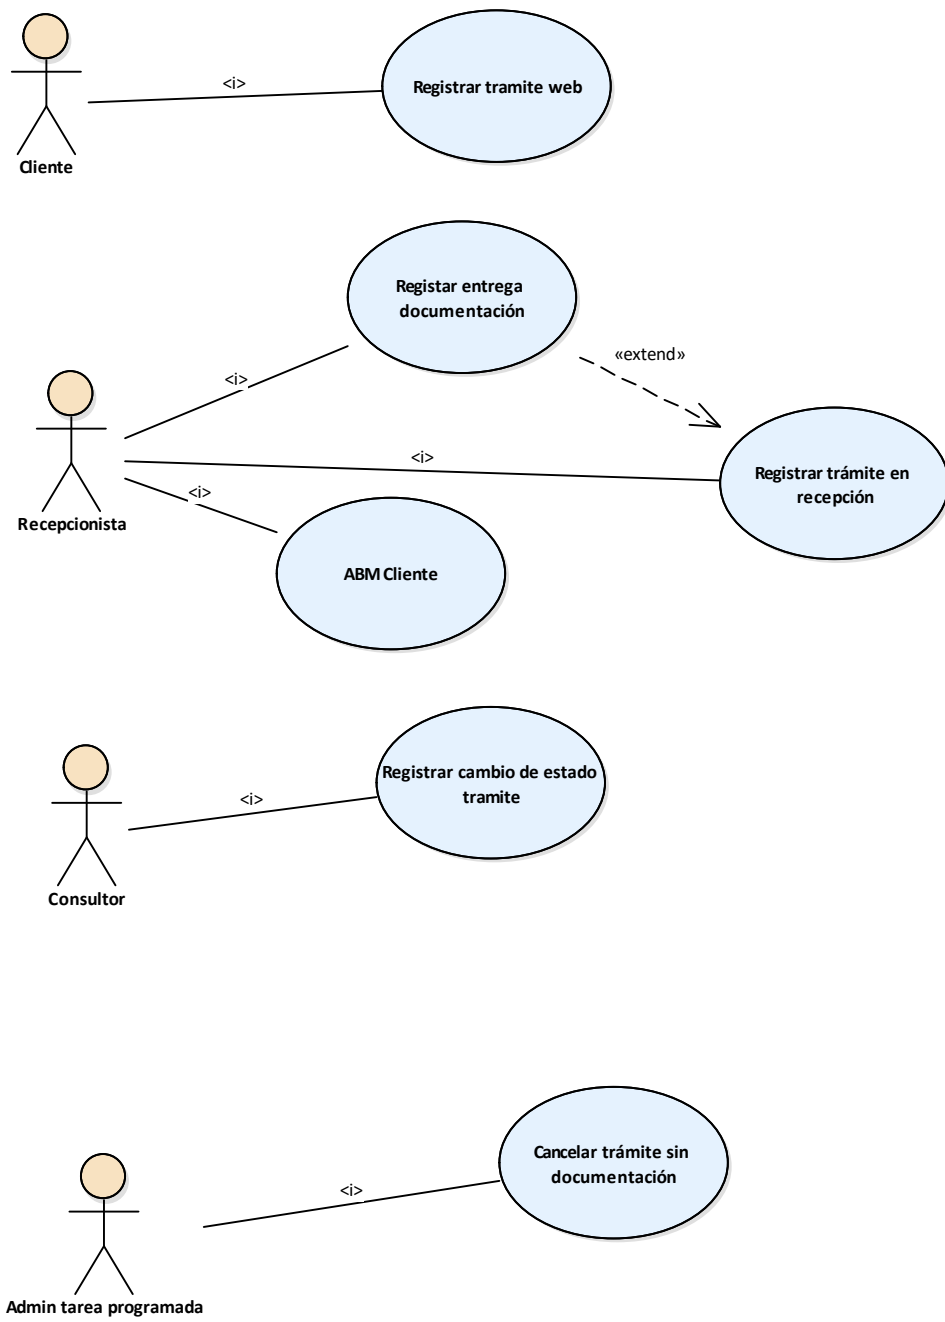 <i>
Registrar tramite web
Cliente
Registar entrega
documentación
«extend»
<i>
<i>
Registrar trámite en
recepción
<i>
Recepcionista
ABM Cliente
Registrar cambio de estado
tramite
<i>
Consultor
Cancelar trámite sin
documentación
<i>
Admin tarea programada